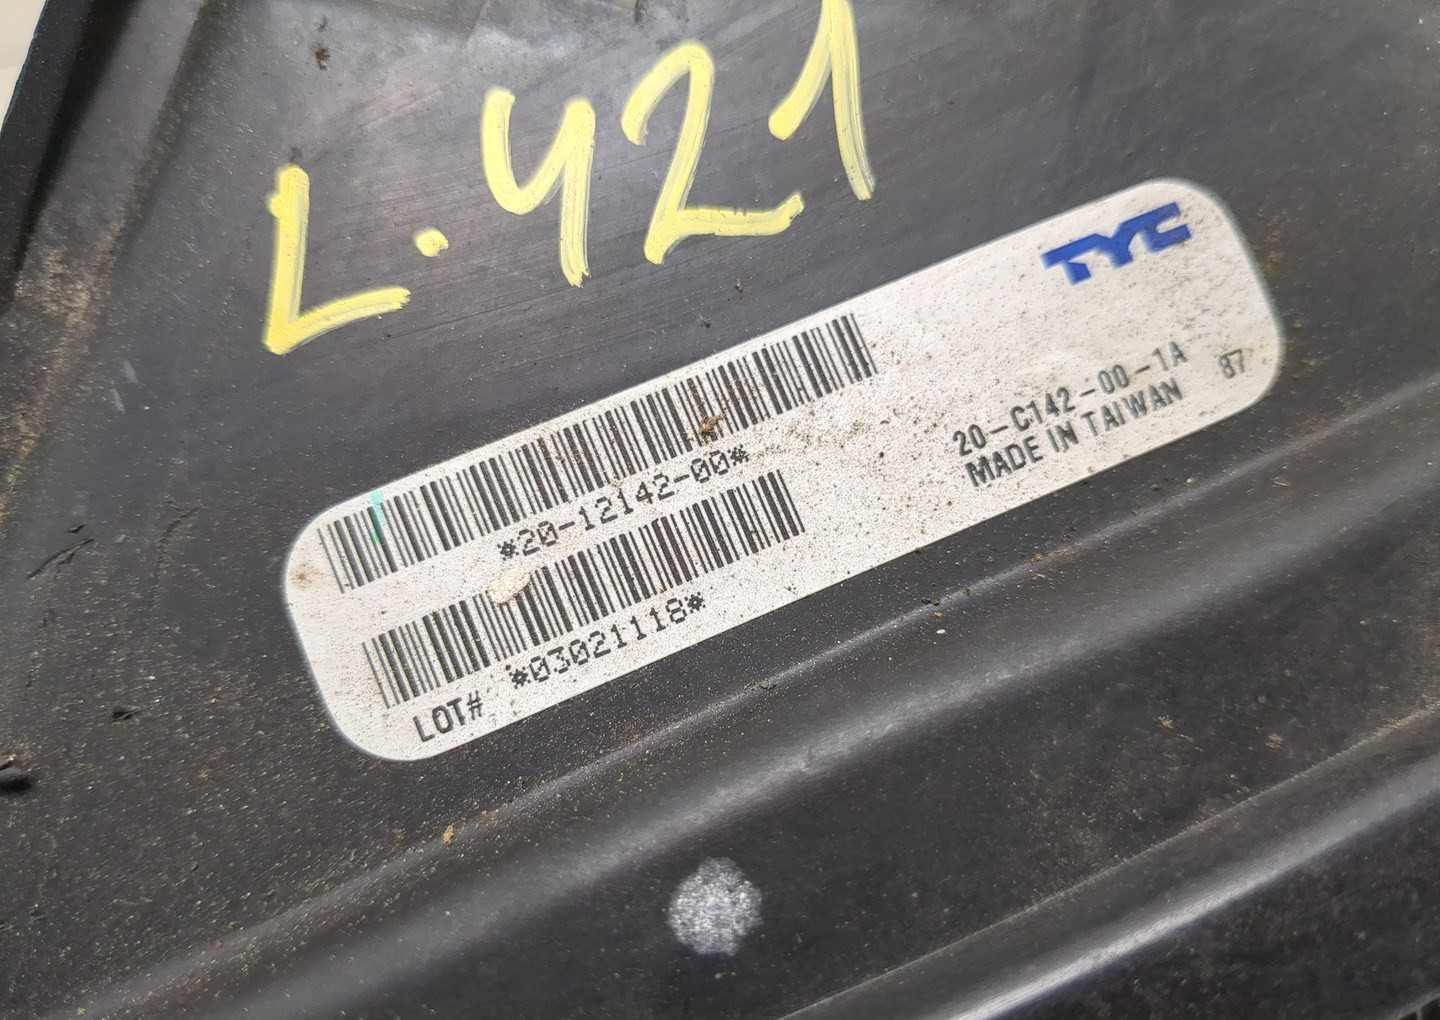 L.421
TYC
*20-12142-00*
*03021118*
LOT#
20-C142-00-1A
MADE IN TAIWAN
87